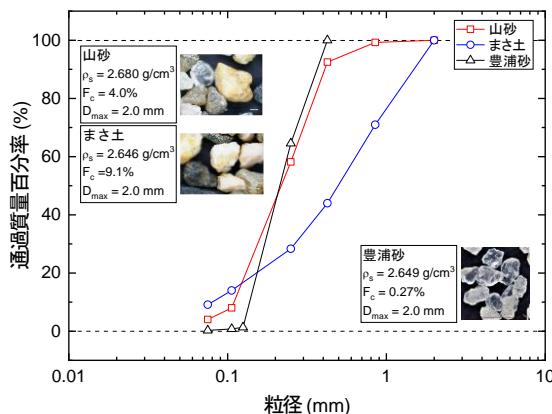 山砂
ρs = 2.680 g/cm³
Fc = 4.0%
Dmax = 2.0 mm
まさ土
ρs = 2.646 g/cm³
Fc =9.1%
Dmax = 2.0 mm
山砂
まさ土
豊浦砂
豊浦砂
ρs = 2.649 g/cm³
Fc = 0.27%
Dmax = 2.0 mm
通過質量百分率 (%)
100
80
60
40
20
0
0.01
0.1
1
10
粒径 (mm)